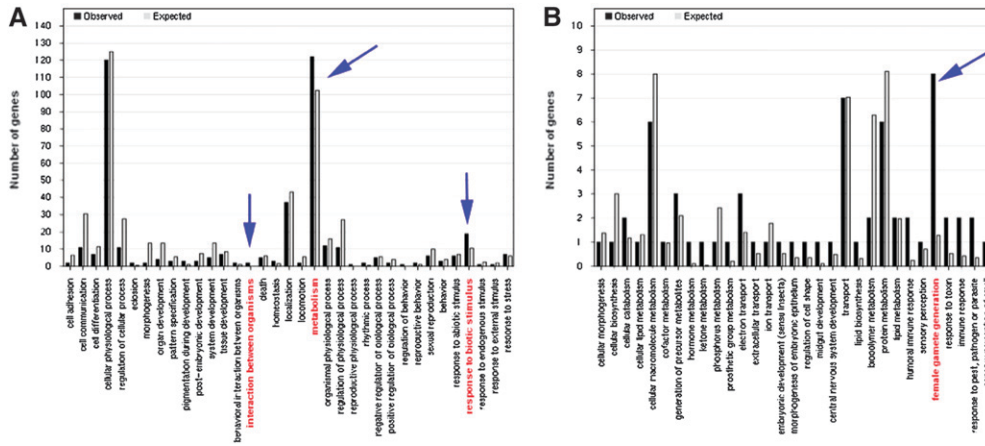 A
Observed Expected
Number of genes
140
130
120
110
100
90
80
70
60
50
40
30
20
10
0
cell adhesion
cell communication
cell differentiation
cellular physiological process
regulation of cellular process
eclosion
morphogenesis
organ development
pattern specification
pigmentation during development
post-embryonic development
system development
tissue development
behavioral interaction between organisms
interaction between organisms
death
homeostasis
localization
locomotion
metabolism
organismal physiological process
regulation of physiological process
reproductive physiological process
rhythmic process
negative regulation of biological process
positive regulation of biological process
regulation of behavior
reproductive behavior
sexual reproduction
behavior
response to abiotic stimulus
response to biotic stimulus
response to endogenous stimulus
response to external stimulus
response to stress
B
Observed Expected
Number of genes
10
9
8
7
6
5
4
3
2
1
0
cellular morphogenesis
cellular biosynthesis
cellular catabolism
cellular lipid metabolism
cellular macromolecule metabolism
cofactor metabolism
generation of precursor metabolites
hormone metabolism
ketone metabolism
phosphorus metabolism
prosthetic group metabolism
electron transport
extracellular transport
ion transport
embryonic development (sensu Insecta)
morphogenesis of embryonic epithelium
regulation of cell shape
midgut development
central nervous system development
transport
lipid biosynthesis
biopolymer metabolism
protein metabolism
lipid metabolism
humoral immune response
sensory perception
female gamete generation
response to toxin
immune response
response to pest, pathogen or parasite